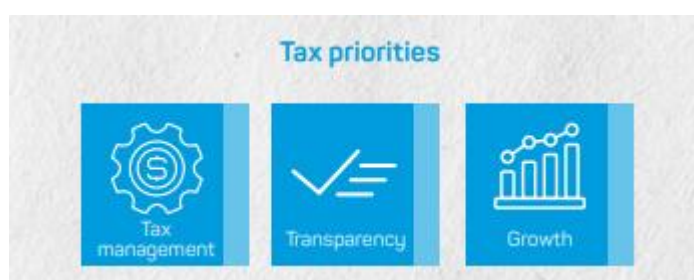 Tax priorities
Tax
management
Transparency
Growth